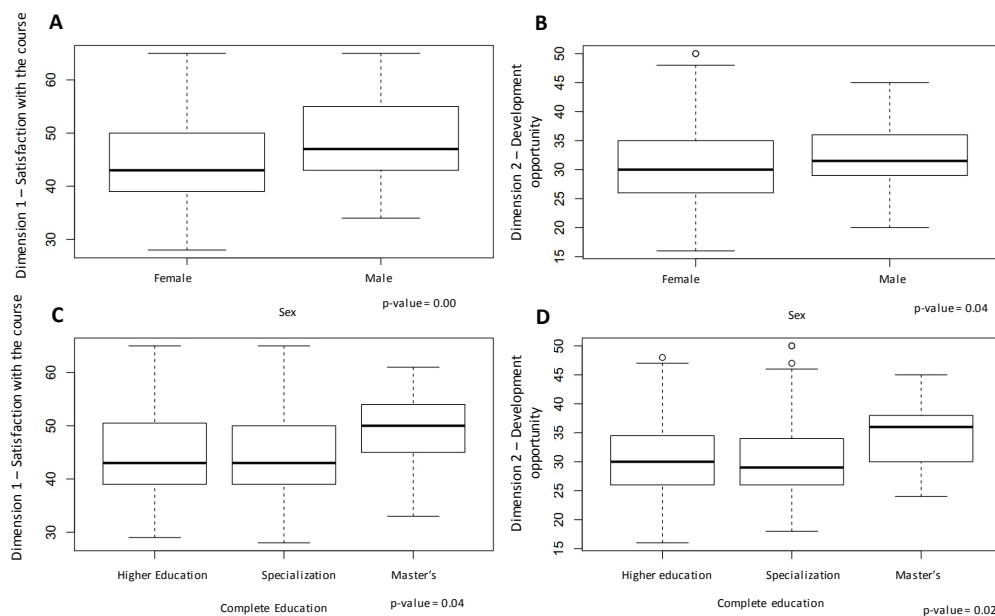 A
Dimension 1 – Satisfaction with the course
60
50
40
30
Female
Male
Sex
p-value = 0.00
B
Dimension 2 – Development
opportunity
50
45
40
35
30
25
20
15
Female
Male
Sex
p-value = 0.04
C
Dimension 1 – Satisfaction with the course
60
50
40
30
Higher Education
Specialization
Master's
Complete Education
p-value = 0.04
D
Dimension 2 – Development
opportunity
50
45
40
35
30
25
20
15
Higher education
Specialization
Master's
Complete education
p-value = 0.02